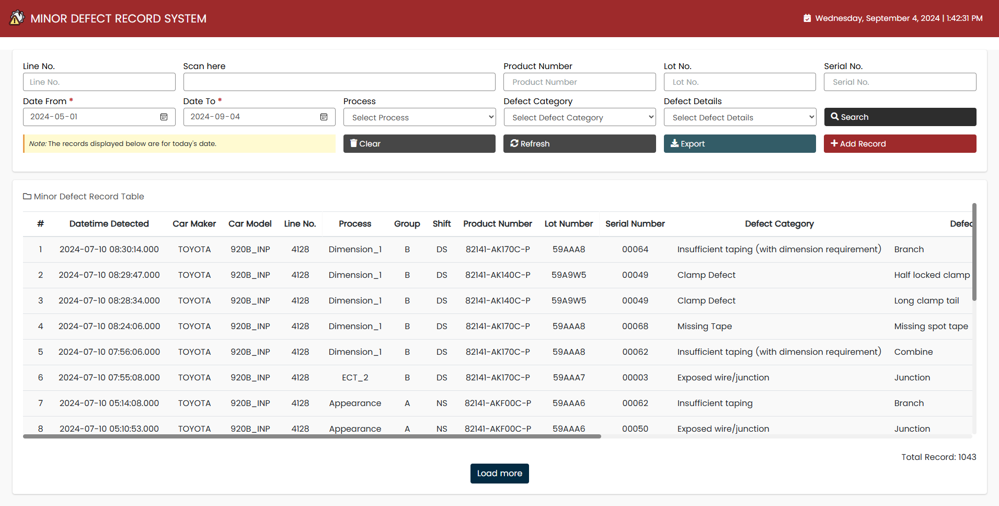 MINOR DEFECT RECORD SYSTEM
Wednesday, September 4, 2024 | 1:42:31 PM
Line No. Scan here Product Number Lot No. Serial No.
Line No. Product Number Lot No. Serial No.
Date From * Date To * Process Defect Category Defect Details
2024-05-01 2024-09-04 Select Process Select Defect Category Select Defect Details Search
Note: The records displayed below are for today's date. Clear Refresh Export Add Record
Minor Defect Record Table
# Datetime Detected Car Maker Car Model Line No. Process Group Shift Product Number Lot Number Serial Number Defect Category Defec
1 2024-07-10 08:30:14.000 TOYOTA 920B_INP 4128 Dimension_1 B DS 82141-AK170C-P 59AAA8 00064 Insufficient taping (with dimension requirement) Branch
2 2024-07-10 08:29:47.000 TOYOTA 920B_INP 4128 Dimension_1 B DS 82141-AK140C-P 59A9W5 00049 Clamp Defect Half locked clamp
3 2024-07-10 08:28:34.000 TOYOTA 920B_INP 4128 Dimension_1 B DS 82141-AK140C-P 59A9W5 00049 Clamp Defect Long clamp tail
4 2024-07-10 08:24:06.000 TOYOTA 920B_INP 4128 Dimension_1 B DS 82141-AK170C-P 59AAA8 00068 Missing Tape Missing spot tape
5 2024-07-10 07:56:06.000 TOYOTA 920B_INP 4128 Dimension_1 B DS 82141-AK170C-P 59AAA8 00062 Insufficient taping (with dimension requirement) Combine
6 2024-07-10 07:55:08.000 TOYOTA 920B_INP 4128 ECT_2 B DS 82141-AK170C-P 59AAA7 00003 Exposed wire/junction Junction
7 2024-07-10 05:14:08.000 TOYOTA 920B_INP 4128 Appearance A NS 82141-AKF00C-P 59AAA6 00062 Insufficient taping Branch
8 2024-07-10 05:10:53.000 TOYOTA 920B_INP 4128 Appearance A NS 82141-AKF00C-P 59AAA6 00050 Exposed wire/junction Junction
Total Record: 1043
Load more